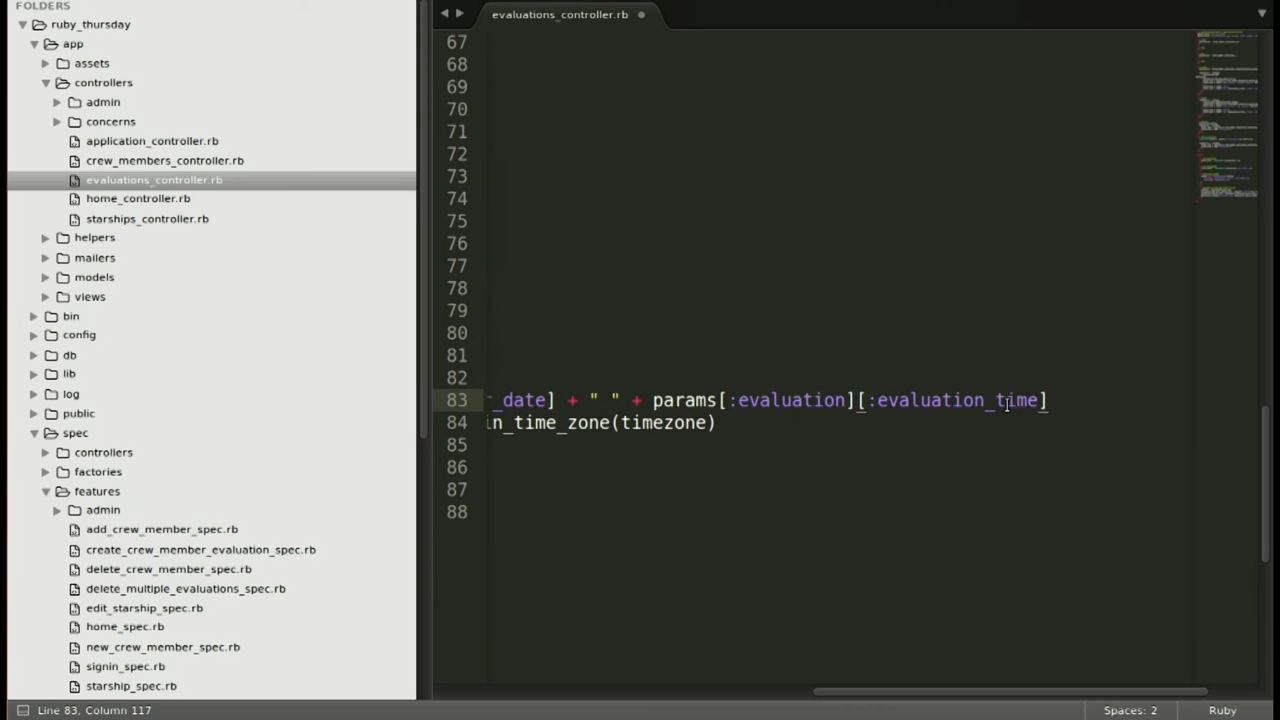 FOLDERS
ruby_thursday
app
assets
controllers
admin
concerns
application_controller.rb
crew_members_controller.rb
evaluations_controller.rb
home_controller.rb
starships_controller.rb
helpers
mailers
models
views
bin
config
db
lib
log
public
spec
controllers
factories
features
admin
add_crew_member_spec.rb
create_crew_member_evaluation_spec.rb
delete_crew_member_spec.rb
delete_multiple_evaluations_spec.rb
edit_starship_spec.rb
home_spec.rb
new_crew_member_spec.rb
signin_spec.rb
starship_spec.rb
evaluations_controller.rb
67
68
69
70
71
72
73
74
75
76
77
78
79
80
81
82
83 _date] + " " + params[:evaluation][:evaluation_time]
84 in_time_zone(timezone)
85
86
87
88
Line 83, Column 117
Spaces: 2
Ruby